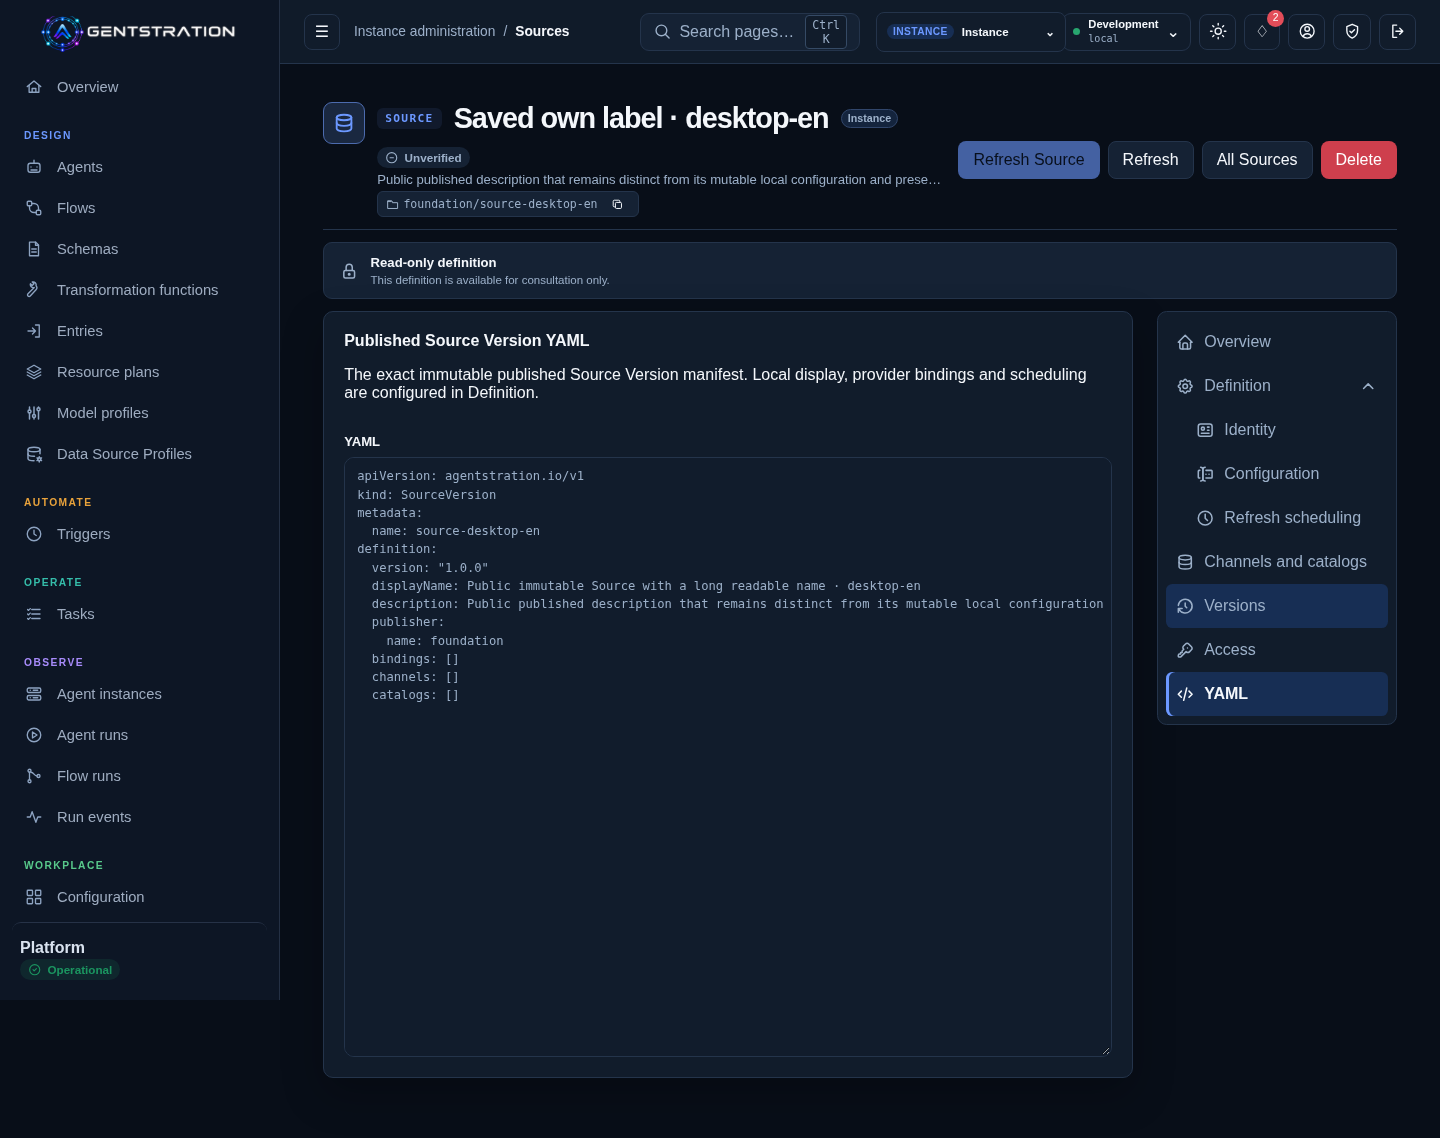 GENTSTRATION
Overview
DESIGN
Agents
Flows
Schemas
Transformation functions
Entries
Resource plans
Model profiles
Data Source Profiles
AUTOMATE
Triggers
OPERATE
Tasks
OBSERVE
Agent instances
Agent runs
Flow runs
Run events
WORKPLACE
Configuration
Platform
Operational
Instance administration / Sources
Search pages… Ctrl K
INSTANCE Instance
Development
local
2
SOURCE Saved own label · desktop-en Instance
Unverified
Public published description that remains distinct from its mutable local configuration and prese…
foundation/source-desktop-en
Refresh Source Refresh All Sources Delete
Read-only definition
This definition is available for consultation only.
Published Source Version YAML
The exact immutable published Source Version manifest. Local display, provider bindings and scheduling
are configured in Definition.
YAML
apiVersion: agentstration.io/v1
kind: SourceVersion
metadata:
  name: source-desktop-en
definition:
  version: "1.0.0"
  displayName: Public immutable Source with a long readable name · desktop-en
  description: Public published description that remains distinct from its mutable local configuration
  publisher:
    name: foundation
  bindings: []
  channels: []
  catalogs: []
Overview
Definition
Identity
Configuration
Refresh scheduling
Channels and catalogs
Versions
Access
YAML